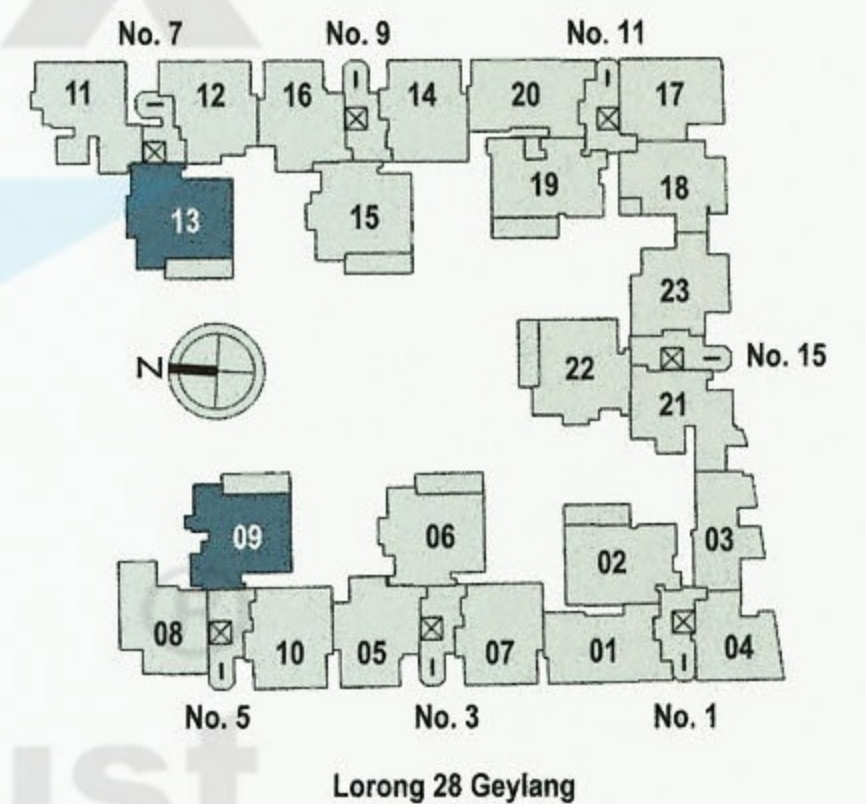 No. 7 No. 9 No. 11
11 12 16 14 20 17
13 15 19 18
23
22 No. 15
21
N
09 06 02 03
08 10 05 07 01 04
No. 5 No. 3 No. 1
Lorong 28 Geylang
ust